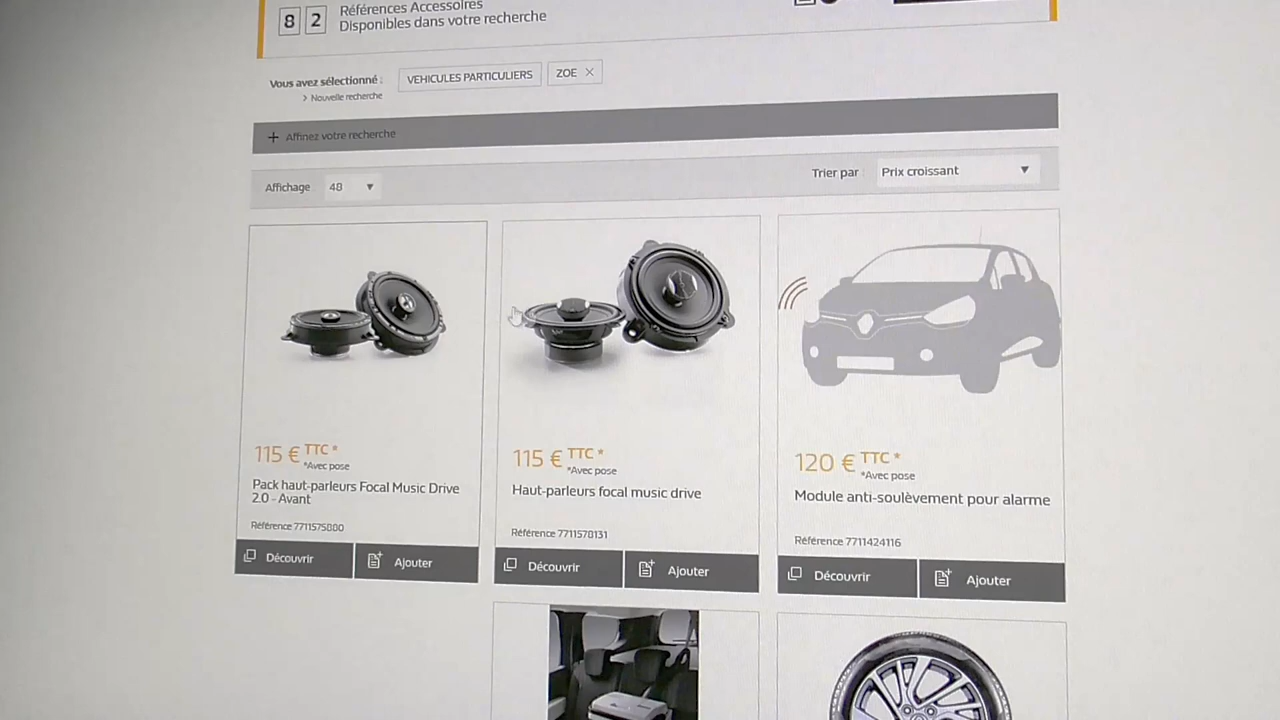 8 2
Références Accessoires
Disponibles dans votre recherche
Vous avez sélectionné :
> Nouvelle recherche
VEHICULES PARTICULIERS
ZOE ×
+ Affinez votre recherche
Affichage 48
Trier par Prix croissant
115 € TTC *
*Avec pose
Pack haut-parleurs Focal Music Drive
2.0 - Avant
Référence 7711575880
Découvrir
Ajouter
115 € TTC *
*Avec pose
Haut-parleurs focal music drive
Référence 7711578131
Découvrir
Ajouter
120 € TTC *
*Avec pose
Module anti-soulèvement pour alarme
Référence 7711424116
Découvrir
Ajouter